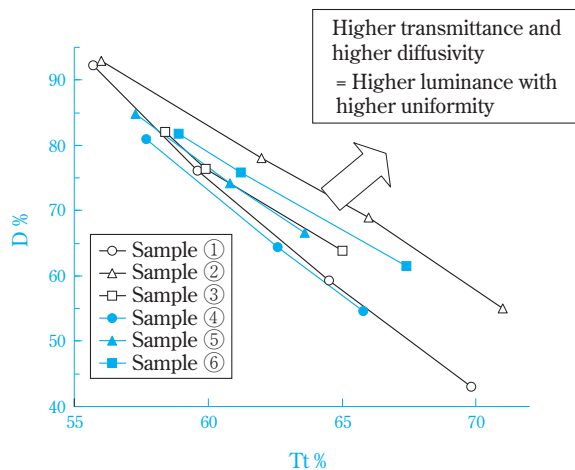 Higher transmittance and
higher diffusivity
= Higher luminance with
higher uniformity
90
80
70
60
50
40
D %
Sample ①
Sample ②
Sample ③
Sample ④
Sample ⑤
Sample ⑥
55
60
65
70
Tt %